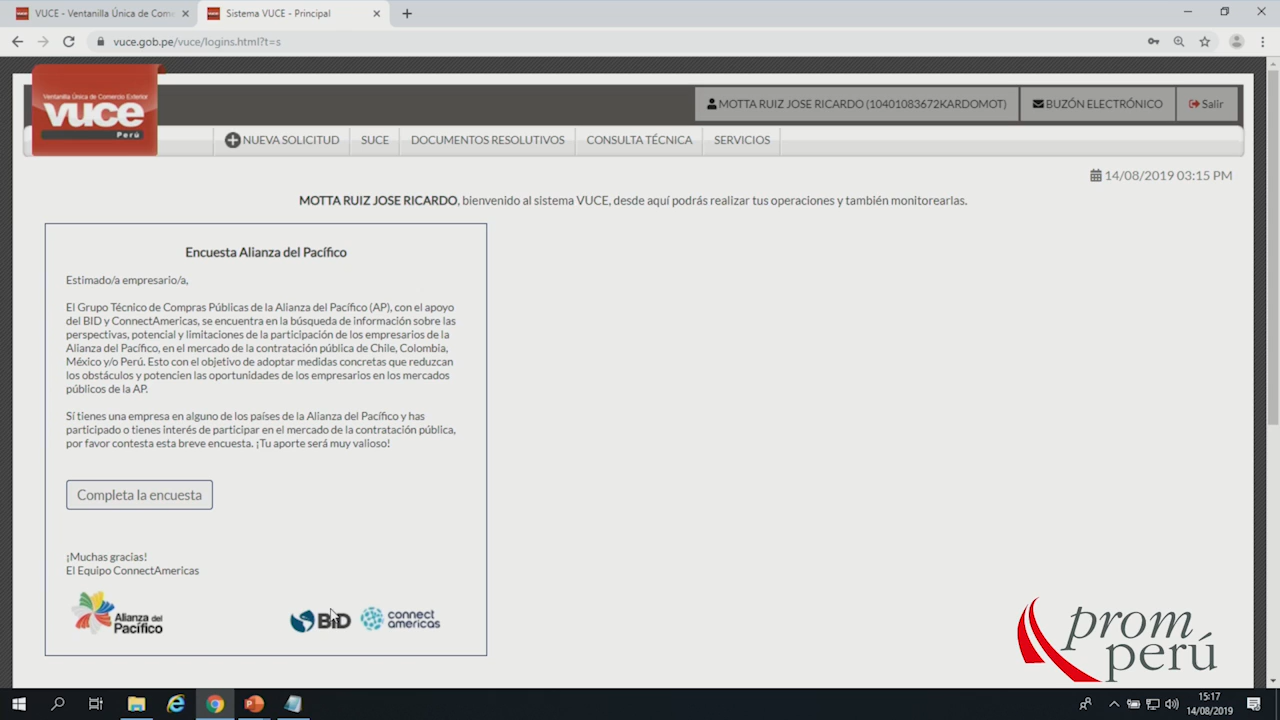 VUCE - Ventanilla Única de Come
Sistema VUCE - Principal
vuce.gob.pe/vuce/logins.html?t=s
Ventanilla Única de Comercio Exterior
vuce
Perú
MOTTA RUIZ JOSE RICARDO (10401083672KARDOMOT)
BUZÓN ELECTRÓNICO
Salir
NUEVA SOLICITUD
SUCE
DOCUMENTOS RESOLUTIVOS
CONSULTA TÉCNICA
SERVICIOS
14/08/2019 03:15 PM
MOTTA RUIZ JOSE RICARDO, bienvenido al sistema VUCE, desde aquí podrás realizar tus operaciones y también monitorearlas.
Encuesta Alianza del Pacífico
Estimado/a empresario/a,
El Grupo Técnico de Compras Públicas de la Alianza del Pacífico (AP), con el apoyo
del BID y ConnectAmericas, se encuentra en la búsqueda de información sobre las
perspectivas, potencial y limitaciones de la participación de los empresarios de la
Alianza del Pacífico, en el mercado de la contratación pública de Chile, Colombia,
México y/o Perú. Esto con el objetivo de adoptar medidas concretas que reduzcan
los obstáculos y potencien las oportunidades de los empresarios en los mercados
públicos de la AP.
Sí tienes una empresa en alguno de los países de la Alianza del Pacífico y has
participado o tienes interés de participar en el mercado de la contratación pública,
por favor contesta esta breve encuesta. ¡Tu aporte será muy valioso!
Completa la encuesta
¡Muchas gracias!
El Equipo ConnectAmericas
Alianza del
Pacífico
BID
connect
americas
prom
perú
15:17
14/08/2019